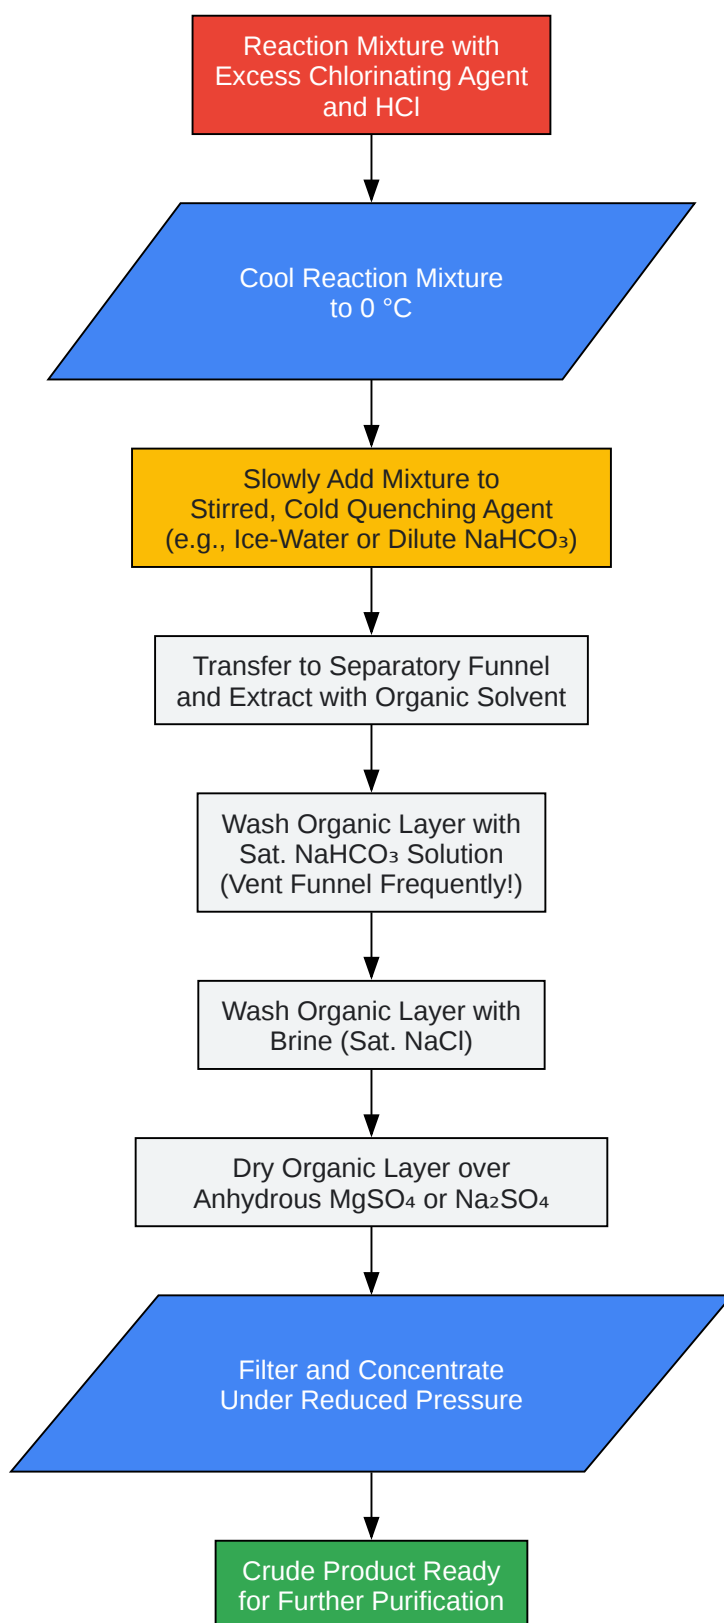 Reaction Mixture with
Excess Chlorinating Agent
and HCl
Cool Reaction Mixture
to 0 °C
Slowly Add Mixture to
Stirred, Cold Quenching Agent
(e.g., Ice-Water or Dilute NaHCO₃)
Transfer to Separatory Funnel
and Extract with Organic Solvent
Wash Organic Layer with
Sat. NaHCO₃ Solution
(Vent Funnel Frequently!)
Wash Organic Layer with
Brine (Sat. NaCl)
Dry Organic Layer over
Anhydrous MgSO₄ or Na₂SO₄
Filter and Concentrate
Under Reduced Pressure
Crude Product Ready
for Further Purification